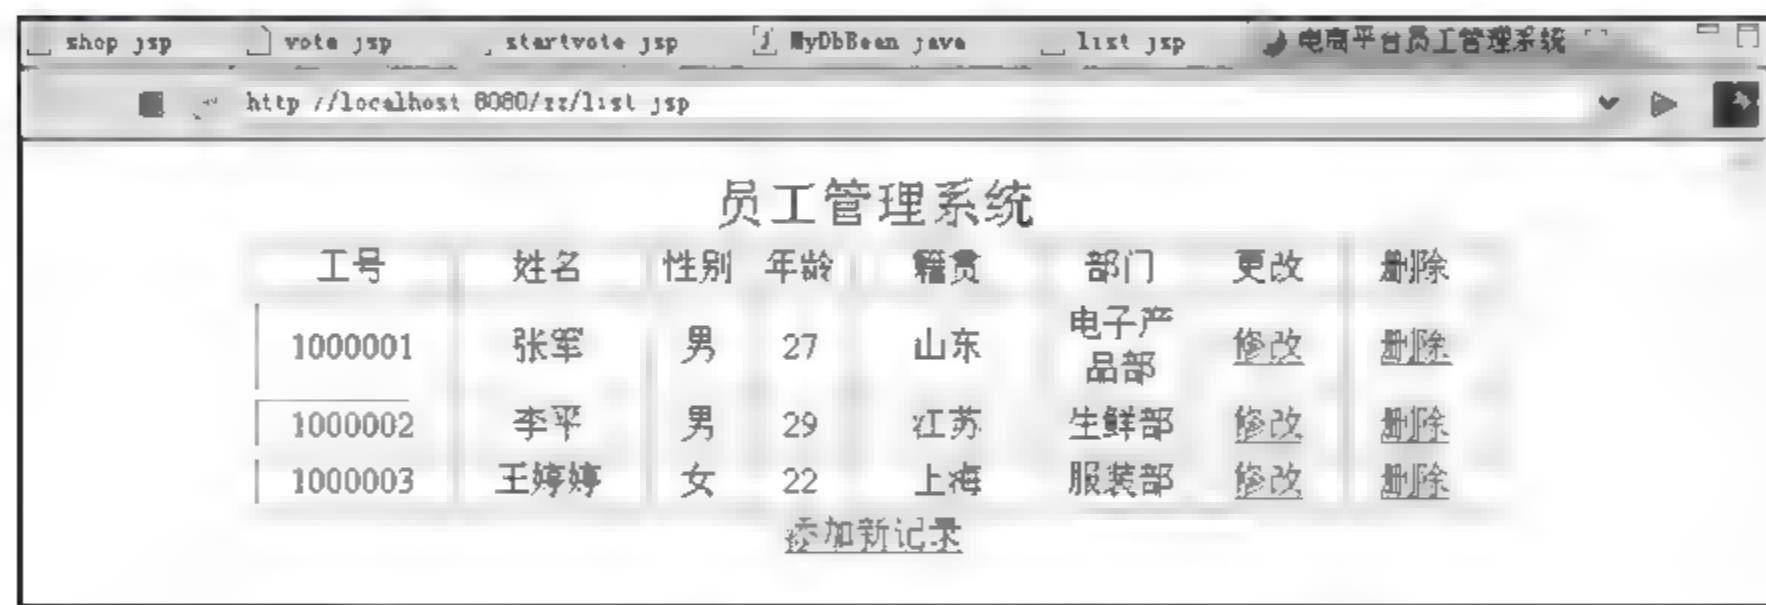 shop jsp vote jsp startvote jsp MyDbBean java list jsp 电商平台员工管理系统
http //localhost 8080/zz/list jsp
员工管理系统
工号 姓名 性别 年龄 籍贯 部门 更改 删除
1000001 张军 男 27 山东 电子产品部 修改 删除
1000002 李平 男 29 江苏 生鲜部 修改 删除
1000003 王婷婷 女 22 上海 服装部 修改 删除
添加新记录